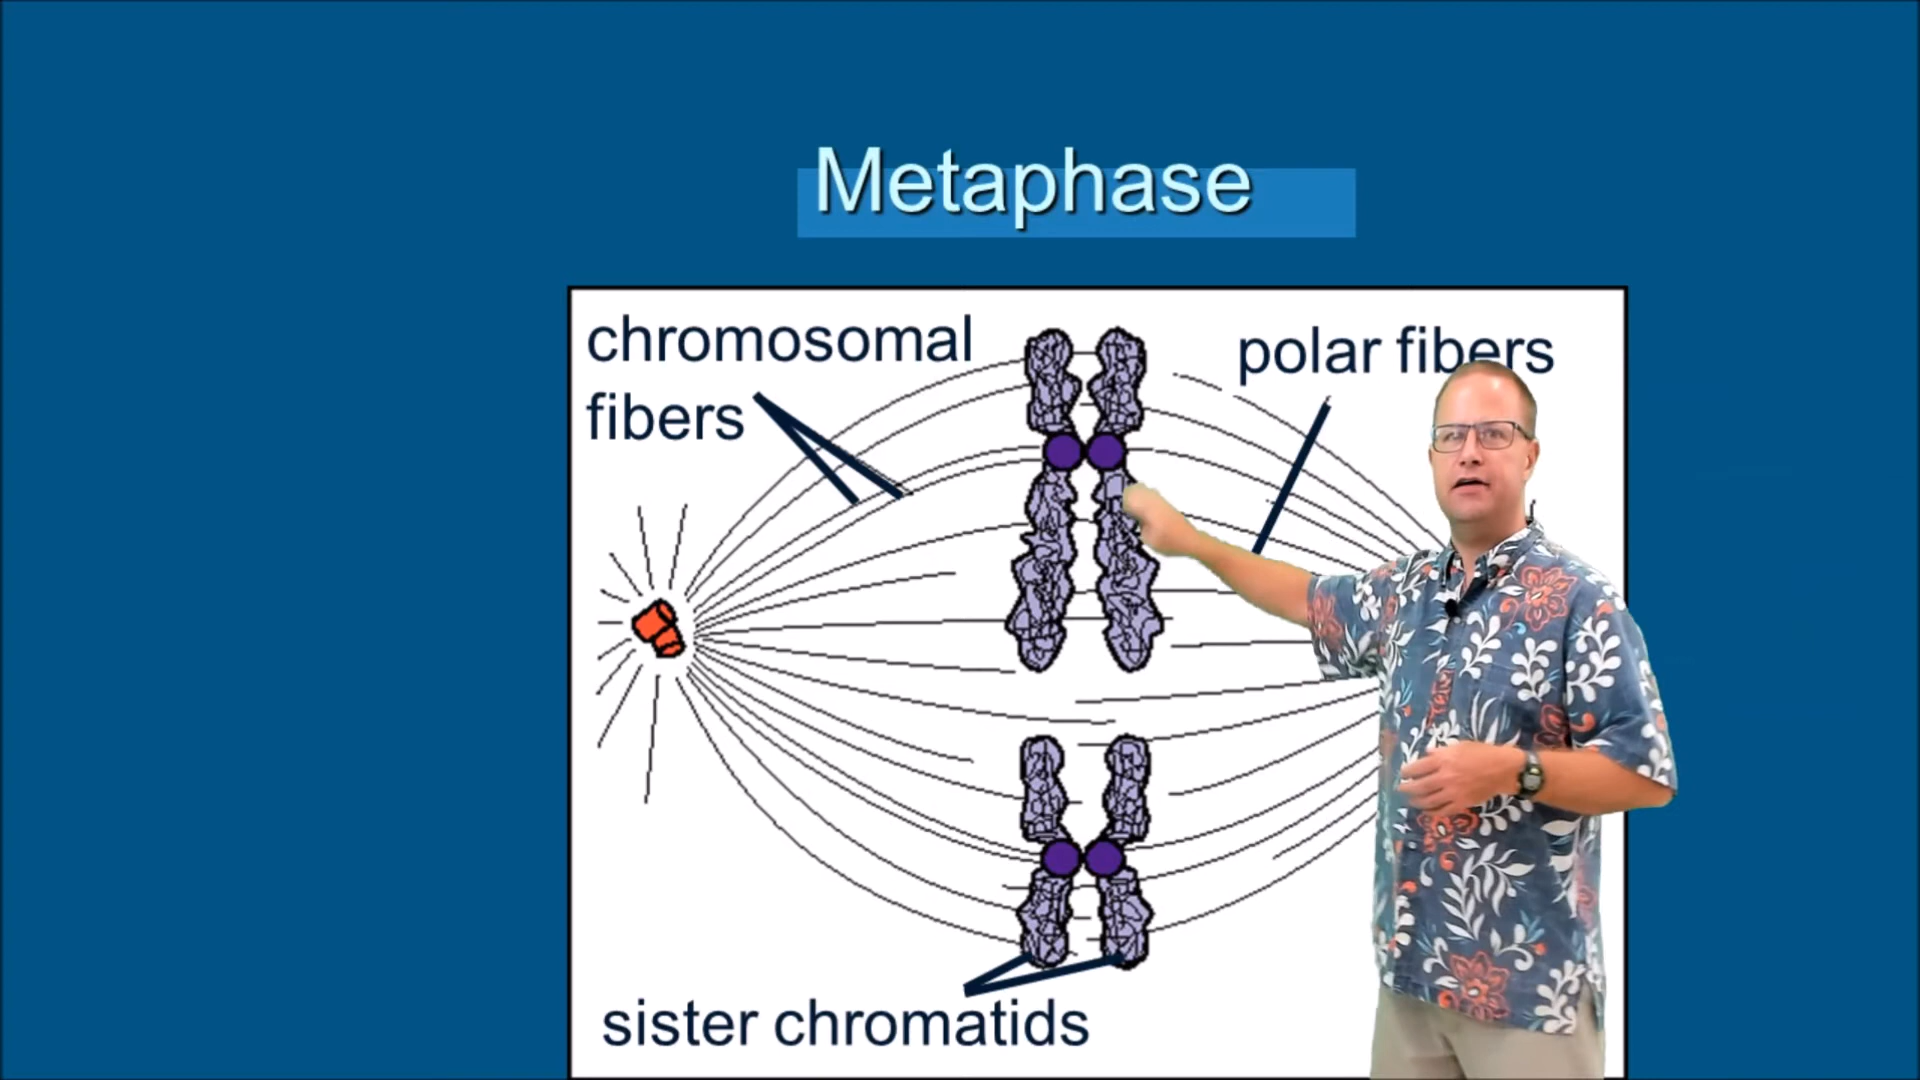 Metaphase
chromosomal
fibers
polar fibers
sister chromatids